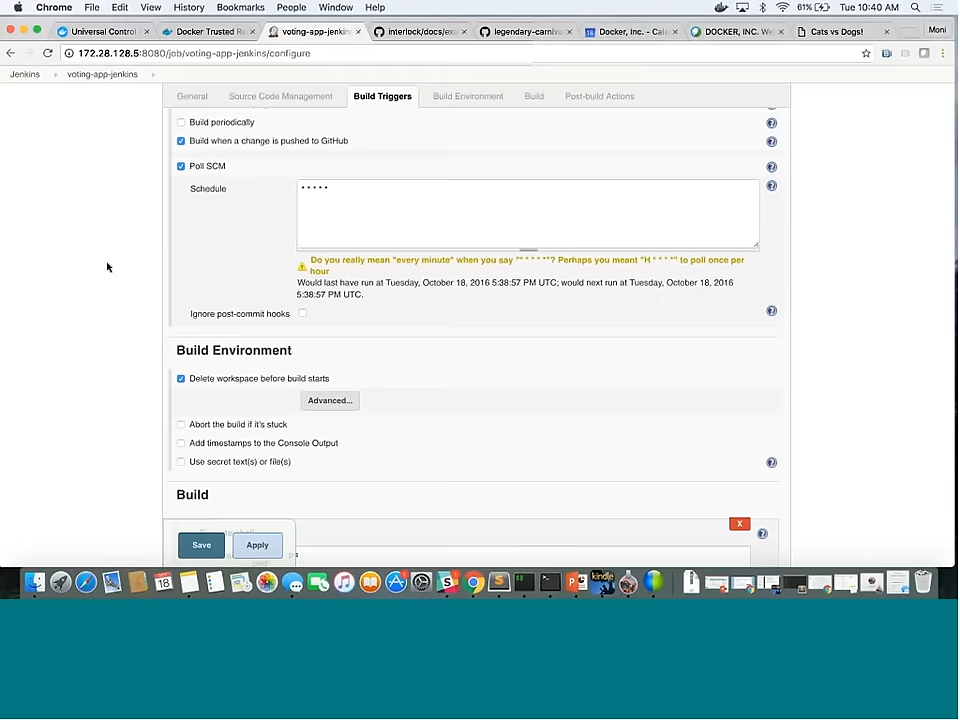 Chrome File Edit View History Bookmarks People Window Help 61% Tue 10:40 AM
Universal Control Docker Trusted Re voting-app-jenkins interlock/docs/exa legendary-carniva Docker, Inc. - Cale DOCKER, INC. We Cats vs Dogs! Moni
172.28.128.5:8080/job/voting-app-jenkins/configure
Jenkins voting-app-jenkins
General Source Code Management Build Triggers Build Environment Build Post-build Actions
Build periodically
Build when a change is pushed to GitHub
Poll SCM
Schedule
* * * * *
Do you really mean "every minute" when you say "* * * * *"? Perhaps you meant "H * * * *" to poll once per
hour
Would last have run at Tuesday, October 18, 2016 5:38:57 PM UTC; would next run at Tuesday, October 18, 2016
5:38:57 PM UTC.
Ignore post-commit hooks
Build Environment
Delete workspace before build starts
Advanced...
Abort the build if it's stuck
Add timestamps to the Console Output
Use secret text(s) or file(s)
Build
X
Save Apply
18 kindle